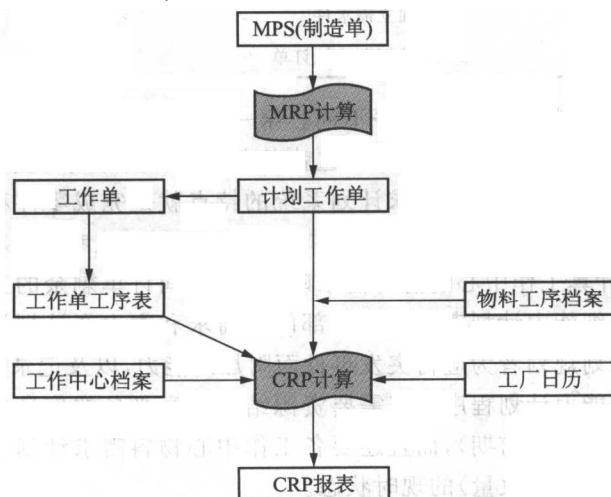 MPS(制造单)
MRP计算
工作单
计划工作单
工作单工序表
物料工序档案
工作中心档案
CRP计算
工厂日历
CRP报表